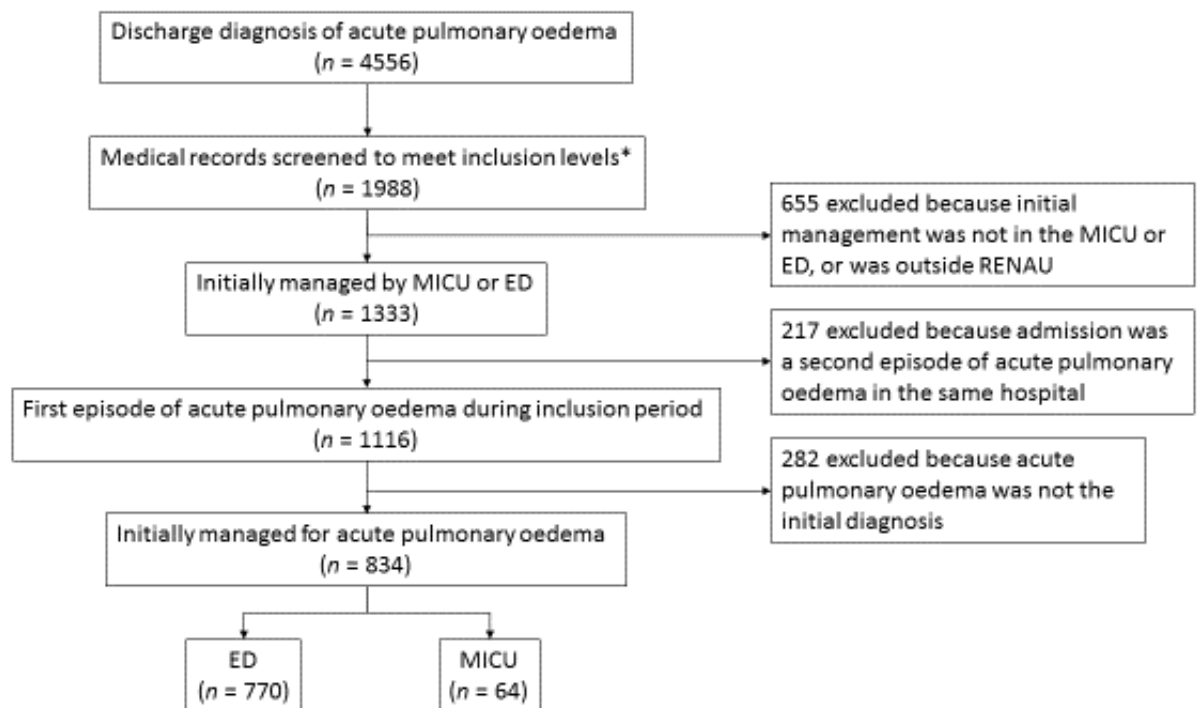 Discharge diagnosis of acute pulmonary oedema
(n = 4556)
Medical records screened to meet inclusion levels*
(n = 1988)
655 excluded because initial
management was not in the MICU or
ED, or was outside RENAU
Initially managed by MICU or ED
(n = 1333)
217 excluded because admission was
a second episode of acute pulmonary
oedema in the same hospital
First episode of acute pulmonary oedema during inclusion period
(n = 1116)
282 excluded because acute
pulmonary oedema was not the
initial diagnosis
Initially managed for acute pulmonary oedema
(n = 834)
ED
(n = 770)
MICU
(n = 64)